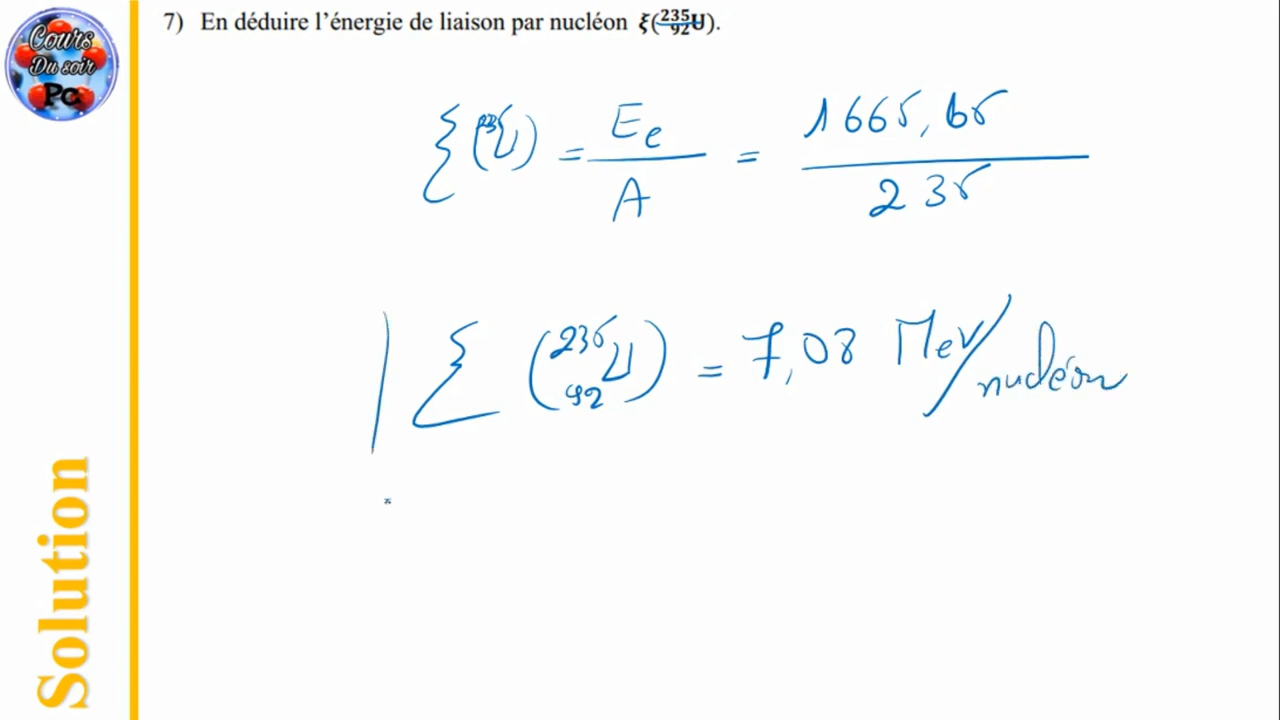 Cours
Du soir
PC
7) En déduire l'énergie de liaison par nucléon ξ(²³⁵₉₂U).
ξ(²³⁵U) = Eℓ/A = 1665,65/235
ξ(²³⁵₉₂U) = 7,08 MeV/nucléon
Solution